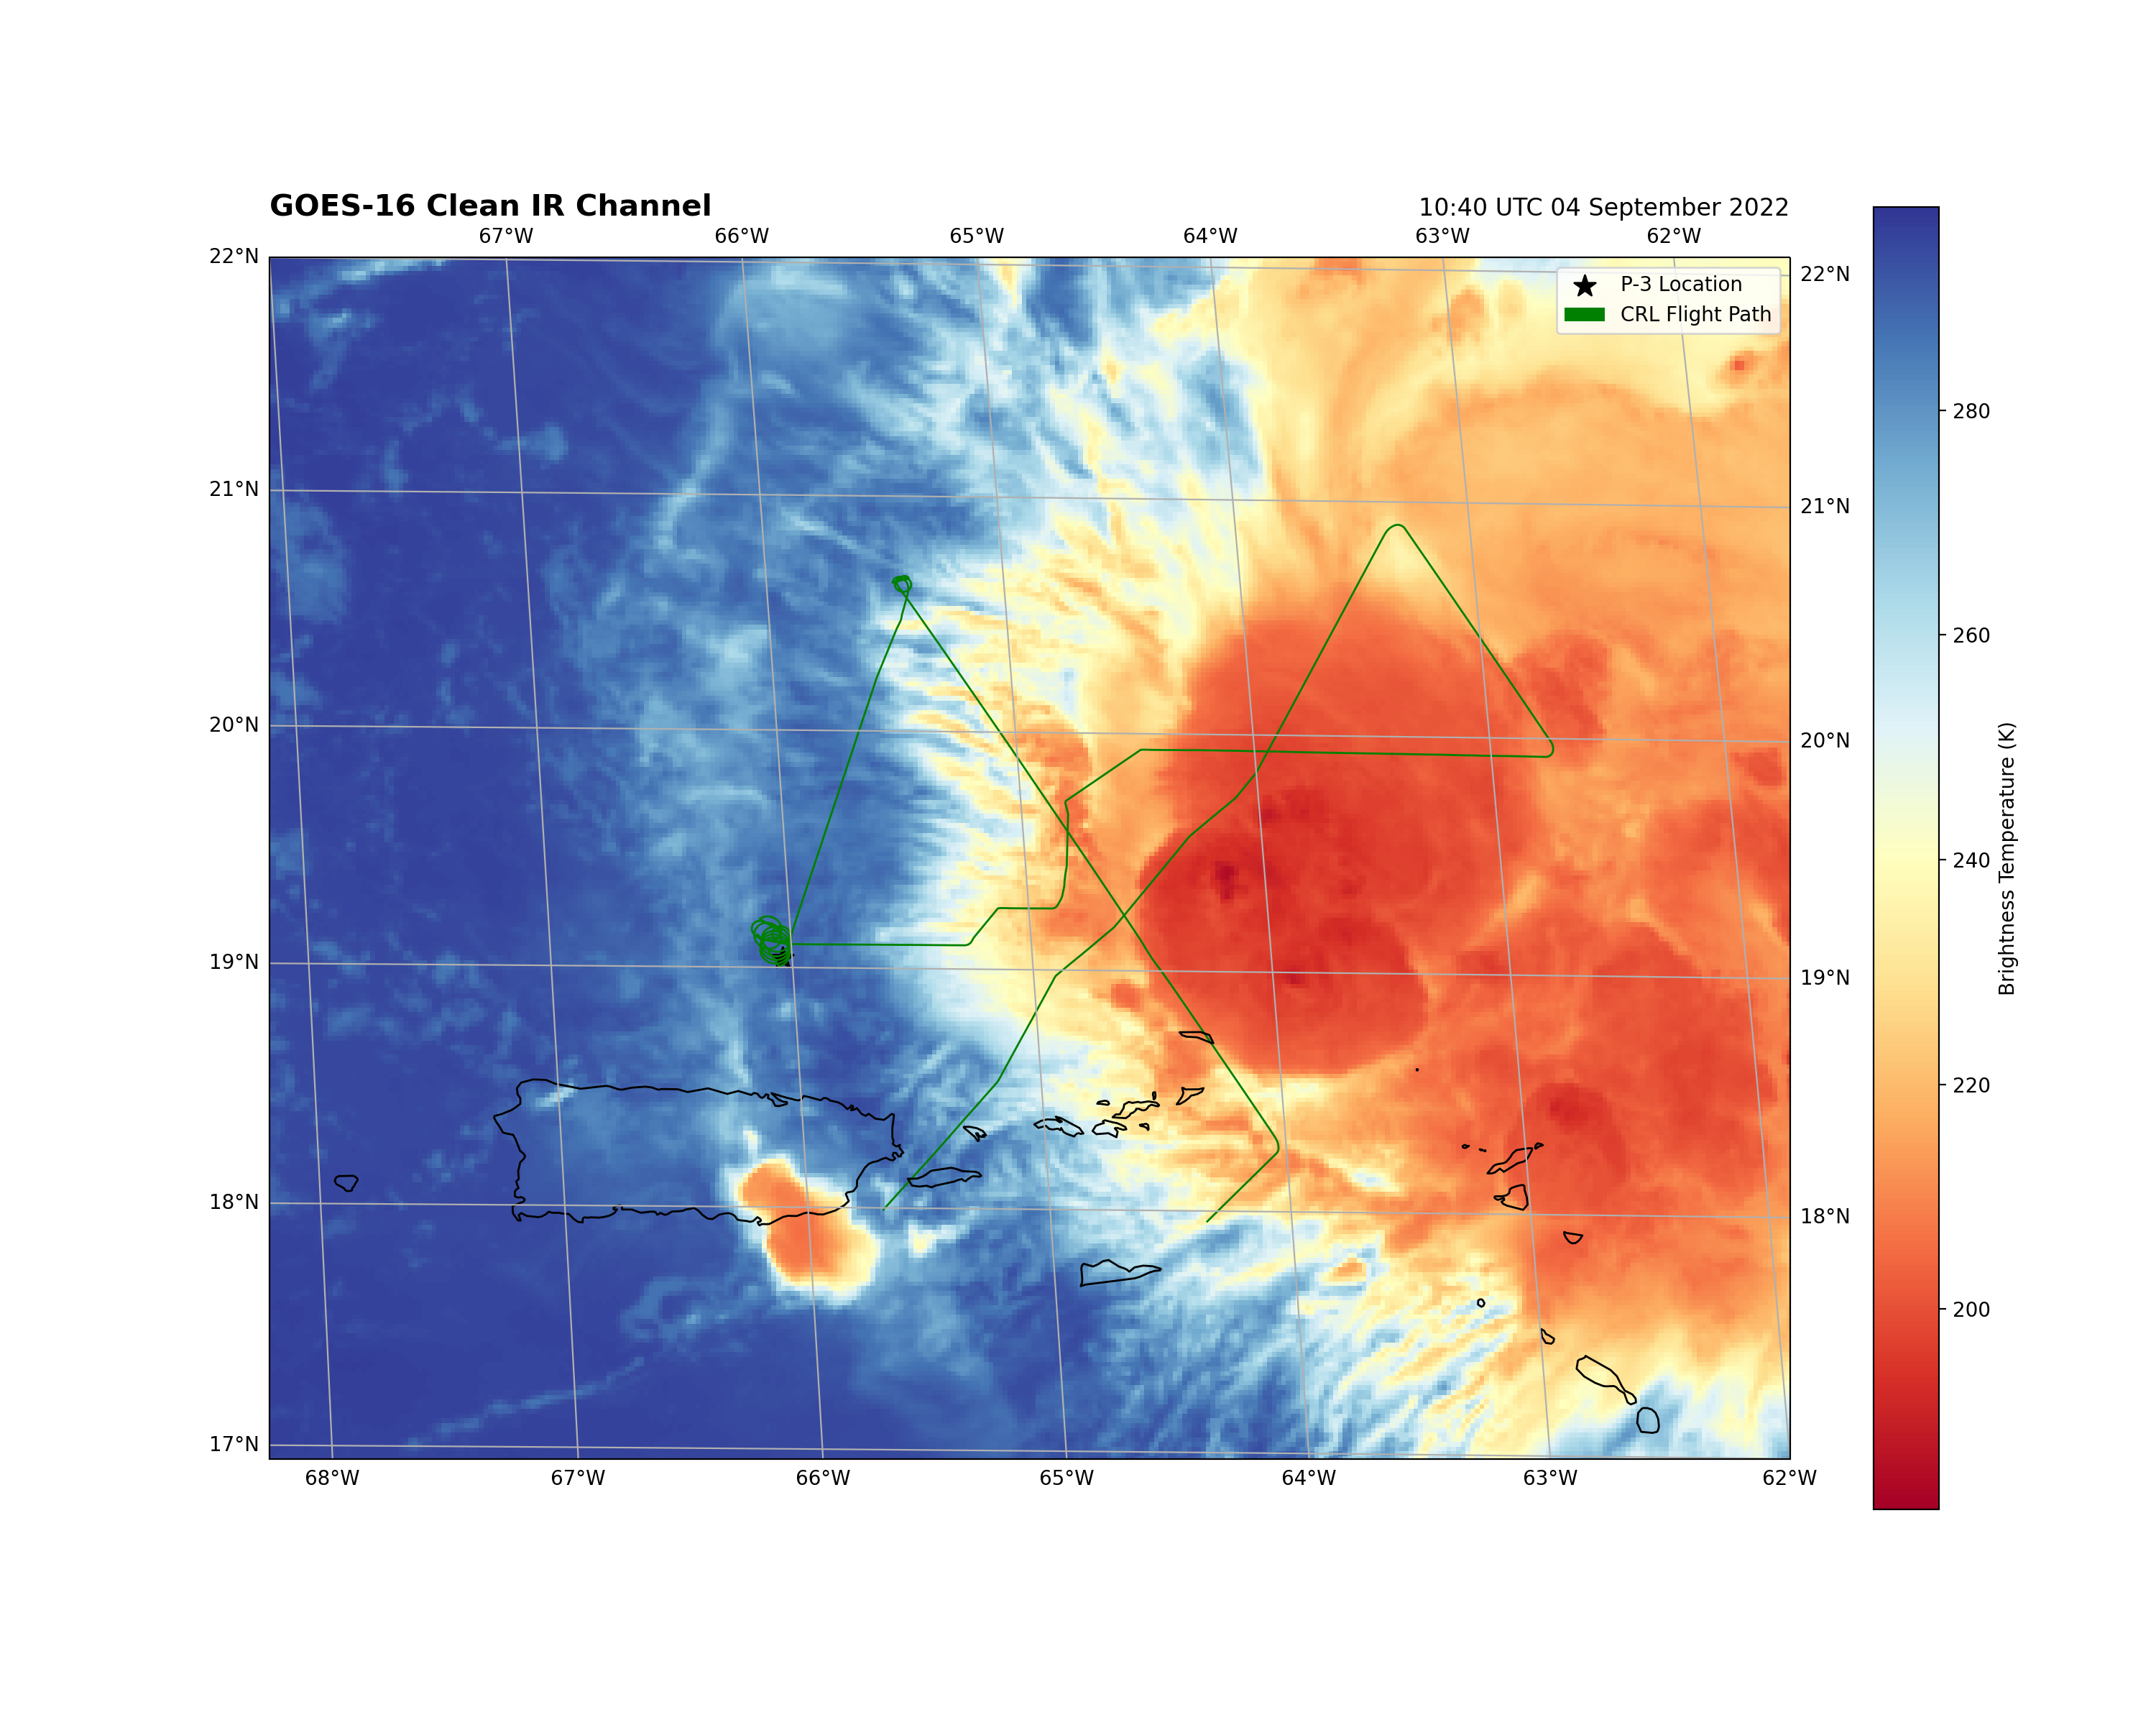 GOES-16 Clean IR Channel
10:40 UTC 04 September 2022
67°W 66°W 65°W 64°W 63°W 62°W
22°N
22°N
P-3 Location
CRL Flight Path
280
21°N
21°N
260
20°N
20°N
Brightness Temperature (K)
240
19°N
19°N
220
18°N
18°N
200
17°N
68°W 67°W 66°W 65°W 64°W 63°W 62°W